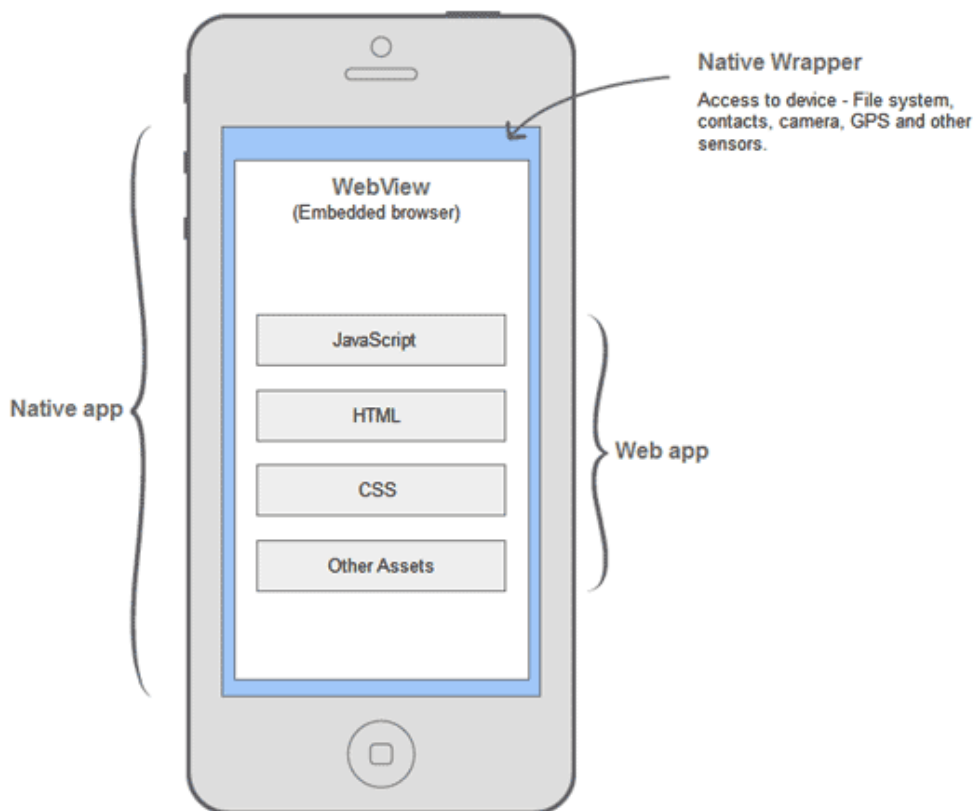 Native Wrapper
Access to device - File system,
contacts, camera, GPS and other
sensors.
WebView
(Embedded browser)
JavaScript
HTML
CSS
Other Assets
Native app
Web app